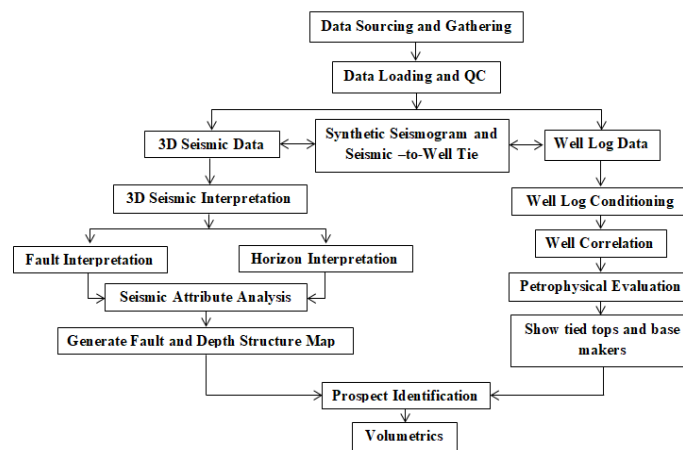 Data Sourcing and Gathering
Data Loading and QC
3D Seismic Data
Synthetic Seismogram and
Seismic –to-Well Tie
Well Log Data
3D Seismic Interpretation
Well Log Conditioning
Fault Interpretation
Horizon Interpretation
Well Correlation
Seismic Attribute Analysis
Petrophysical Evaluation
Generate Fault and Depth Structure Map
Show tied tops and base
makers
Prospect Identification
Volumetrics